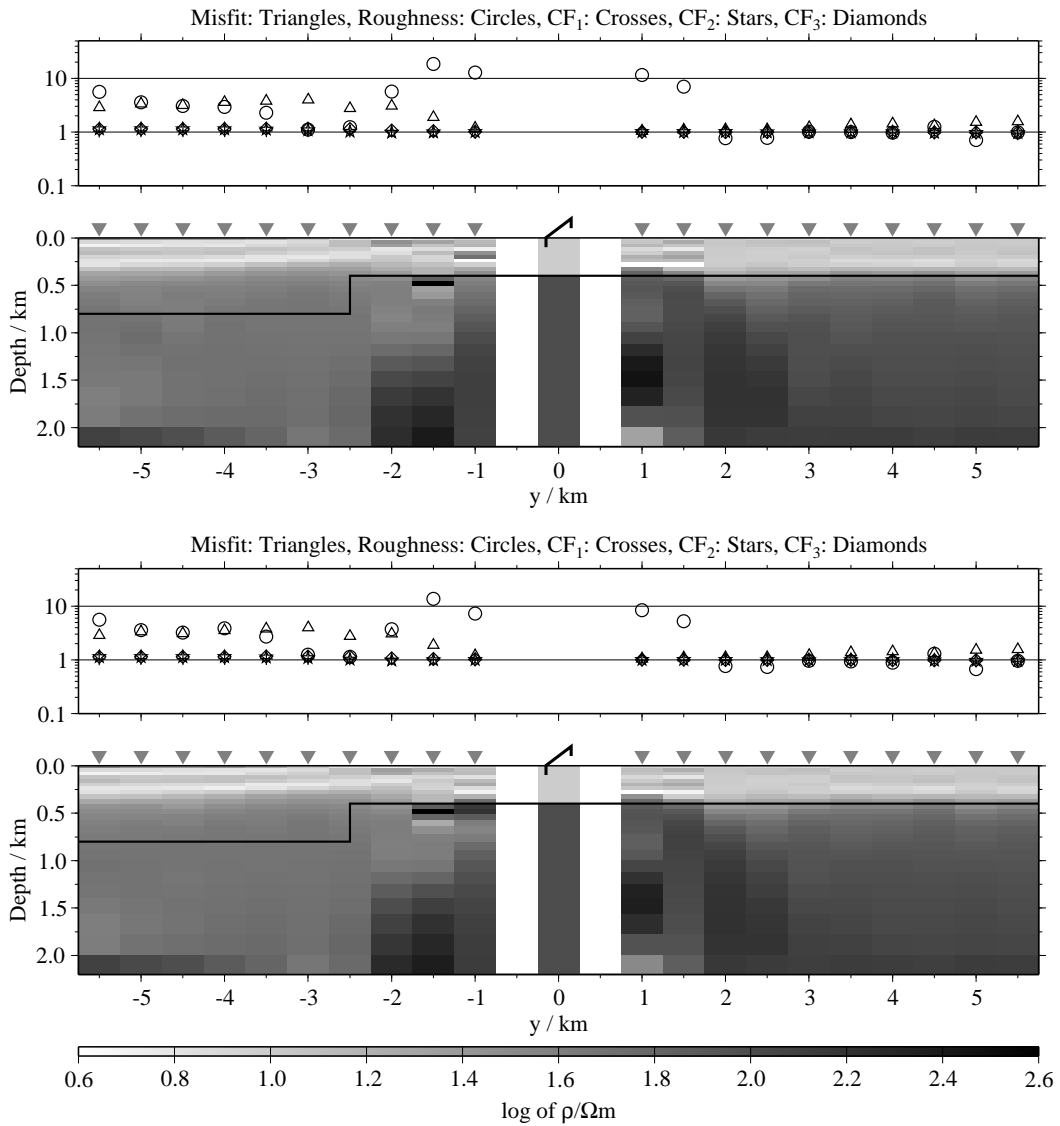 Misfit: Triangles, Roughness: Circles, CF₁: Crosses, CF₂: Stars, CF₃: Diamonds
10
1
0.1
0.0
0.5
1.0
1.5
2.0
Depth / km
-5 -4 -3 -2 -1 0 1 2 3 4 5
y / km
Misfit: Triangles, Roughness: Circles, CF₁: Crosses, CF₂: Stars, CF₃: Diamonds
10
1
0.1
0.0
0.5
1.0
1.5
2.0
Depth / km
-5 -4 -3 -2 -1 0 1 2 3 4 5
y / km
0.6 0.8 1.0 1.2 1.4 1.6 1.8 2.0 2.2 2.4 2.6
log of ρ/Ωm